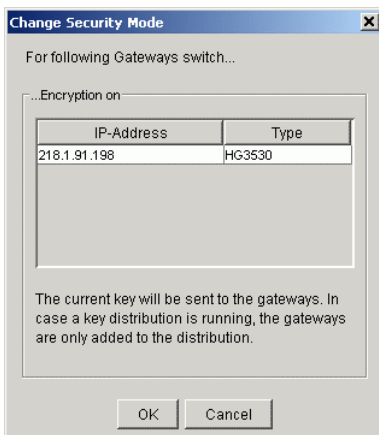 Change Security Mode
For following Gateways switch...
...Encryption on
IP-Address Type
218.1.91.198 HG3530
The current key will be sent to the gateways. In
case a key distribution is running, the gateways
are only added to the distribution.
OK Cancel